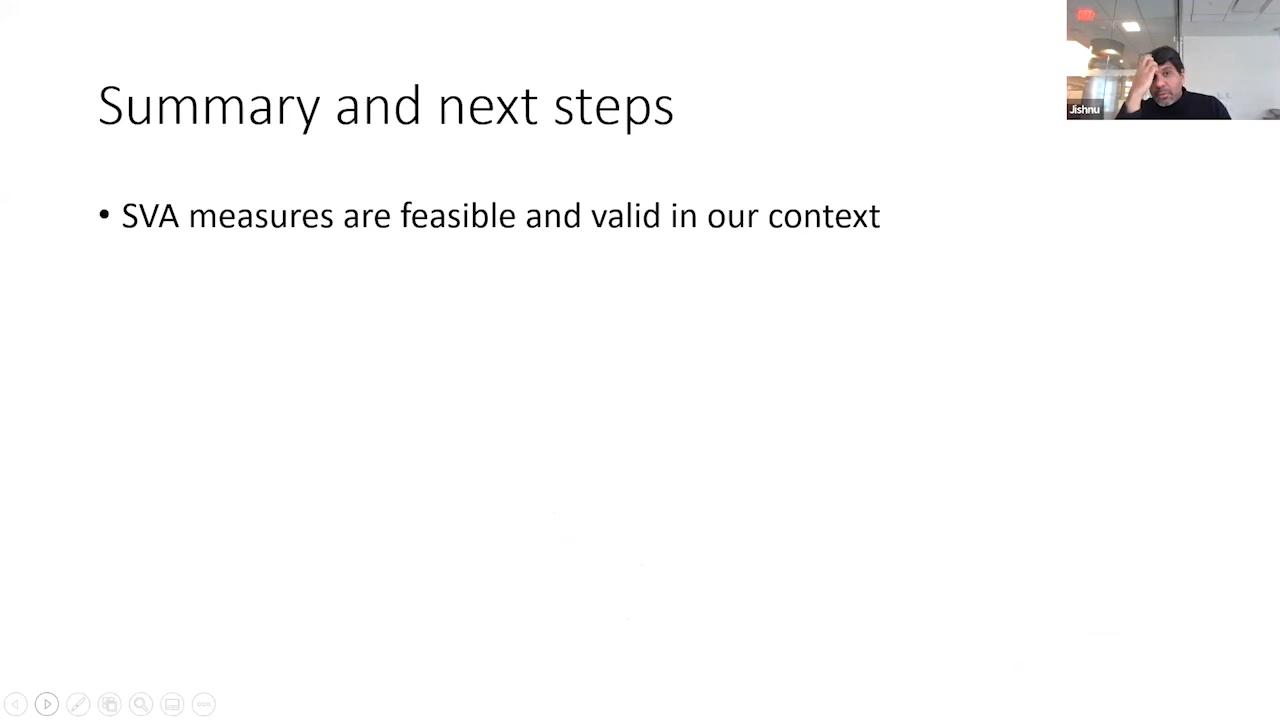 Summary and next steps
• SVA measures are feasible and valid in our context
Jishnu